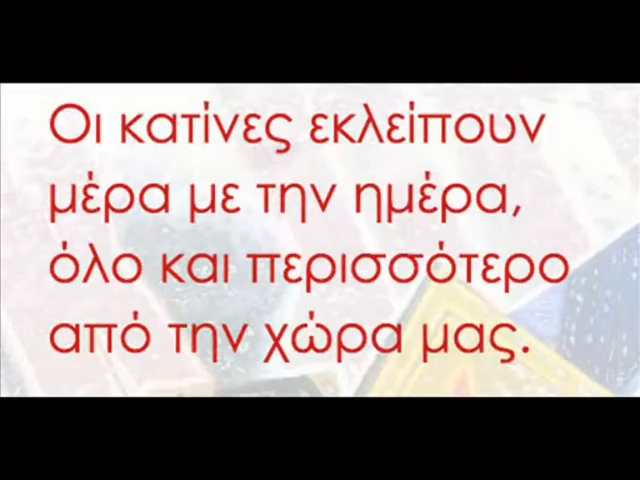 Οι κατίνες εκλείπουν
μέρα με την ημέρα,
όλο και περισσότερο
από την χώρα μας.